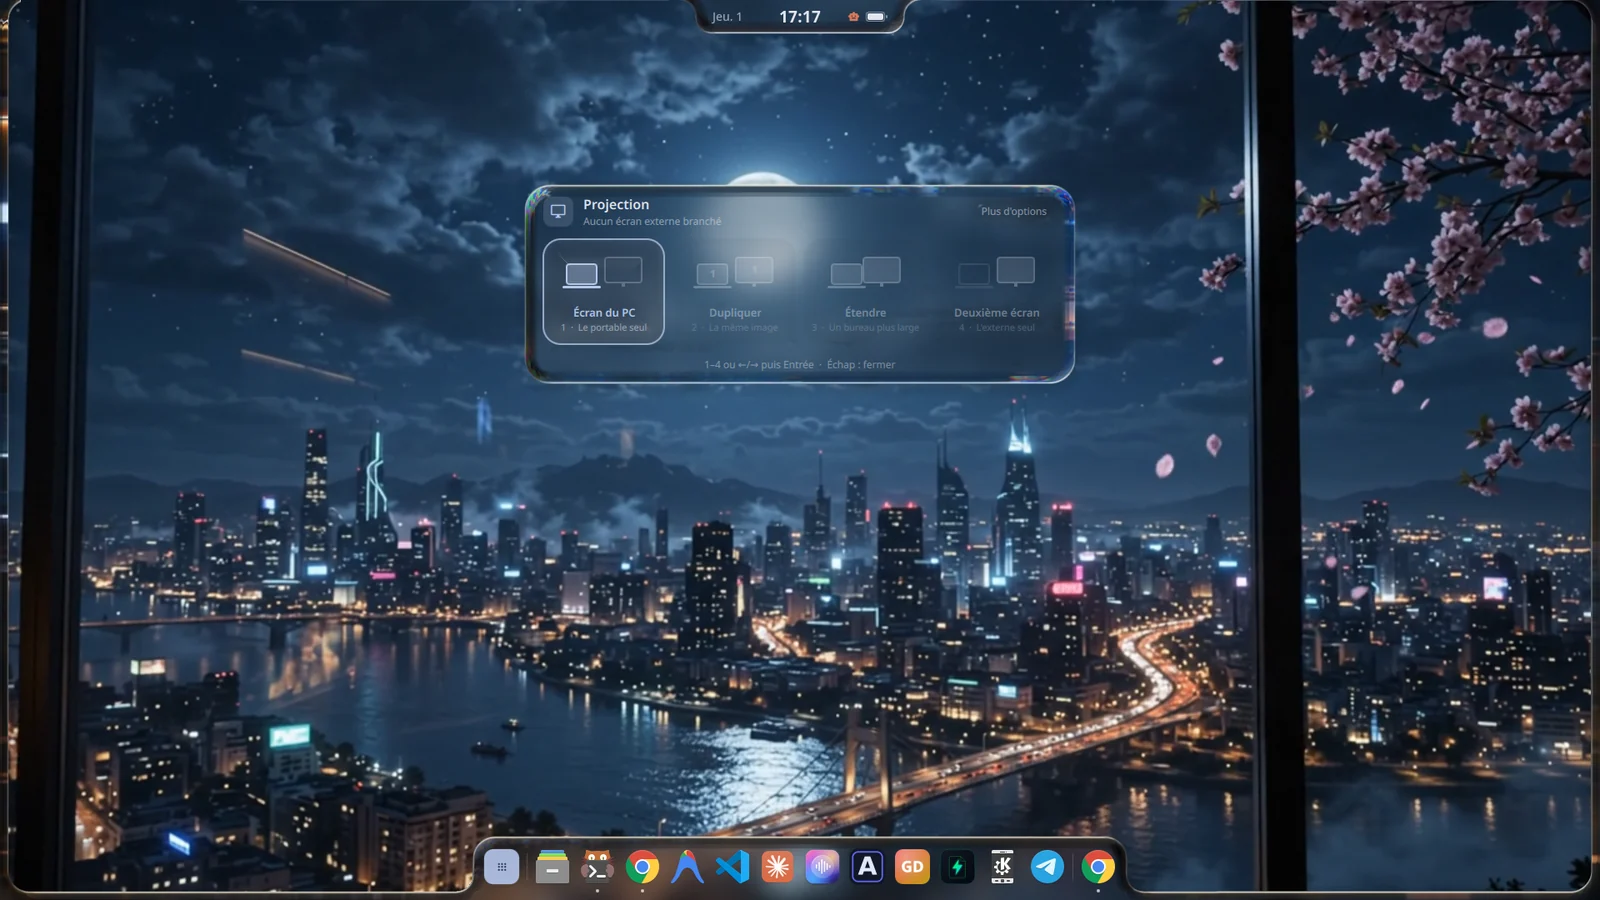 Jeu. 1 17:17
Projection
Aucun écran externe branché
Plus d'options
Écran du PC
1 · Le portable seul
Dupliquer
2 · La même image
Étendre
3 · Un bureau plus large
Deuxième écran
4 · L'externe seul
1–4 ou ←/→ puis Entrée · Échap : fermer
A
GD